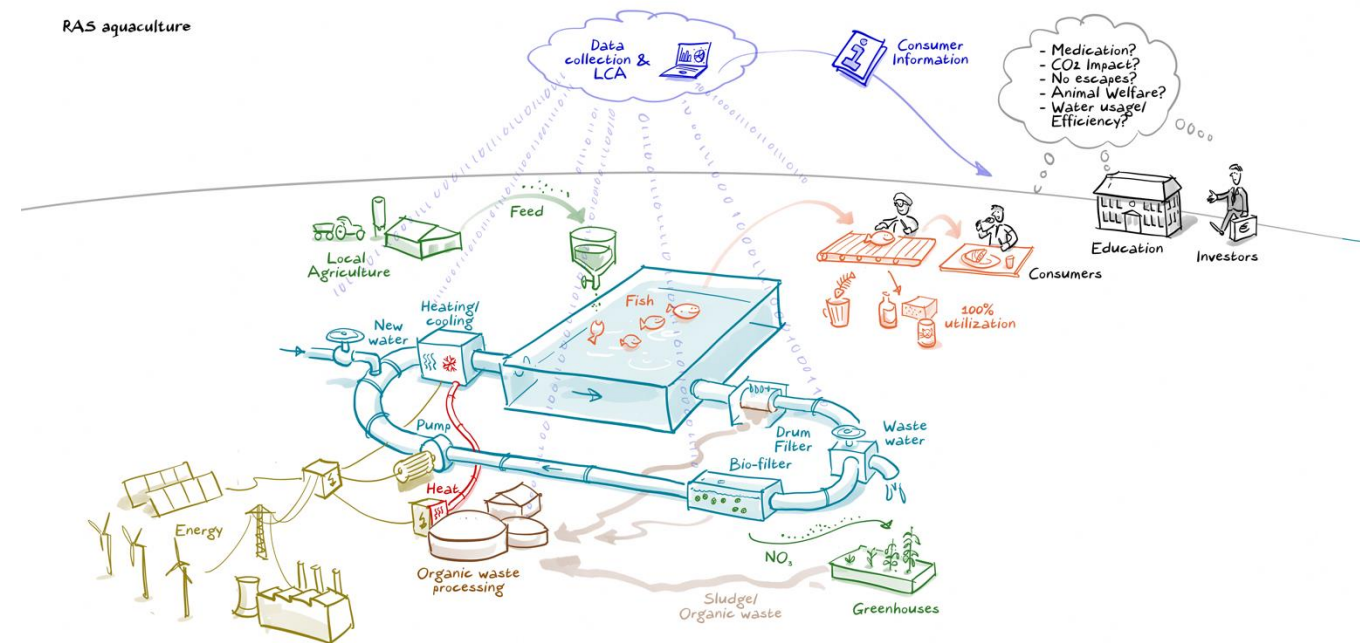 RAS aquaculture
Data
collection &
LCA
Consumer
Information
- Medication?
- CO2 Impact?
- No escapes?
- Animal Welfare?
- Water usage/
Efficiency?
Feed
Local
Agriculture
Education
Investors
Consumers
100%
utilization
Fish
Heating/
cooling
New
water
Pump
Drum
Filter
Waste
water
Bio-filter
Heat
Energy
Organic waste
processing
NO3
Sludge/
Organic waste
Greenhouses